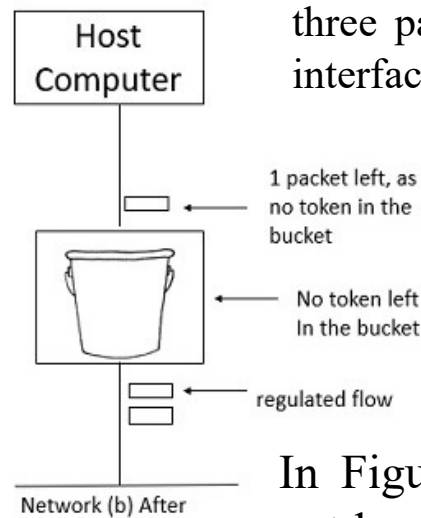 Host
Computer
three pa
interfac
1 packet left, as
no token in the
bucket
No token left
In the bucket
regulated flow
In Figu
Network (b) After